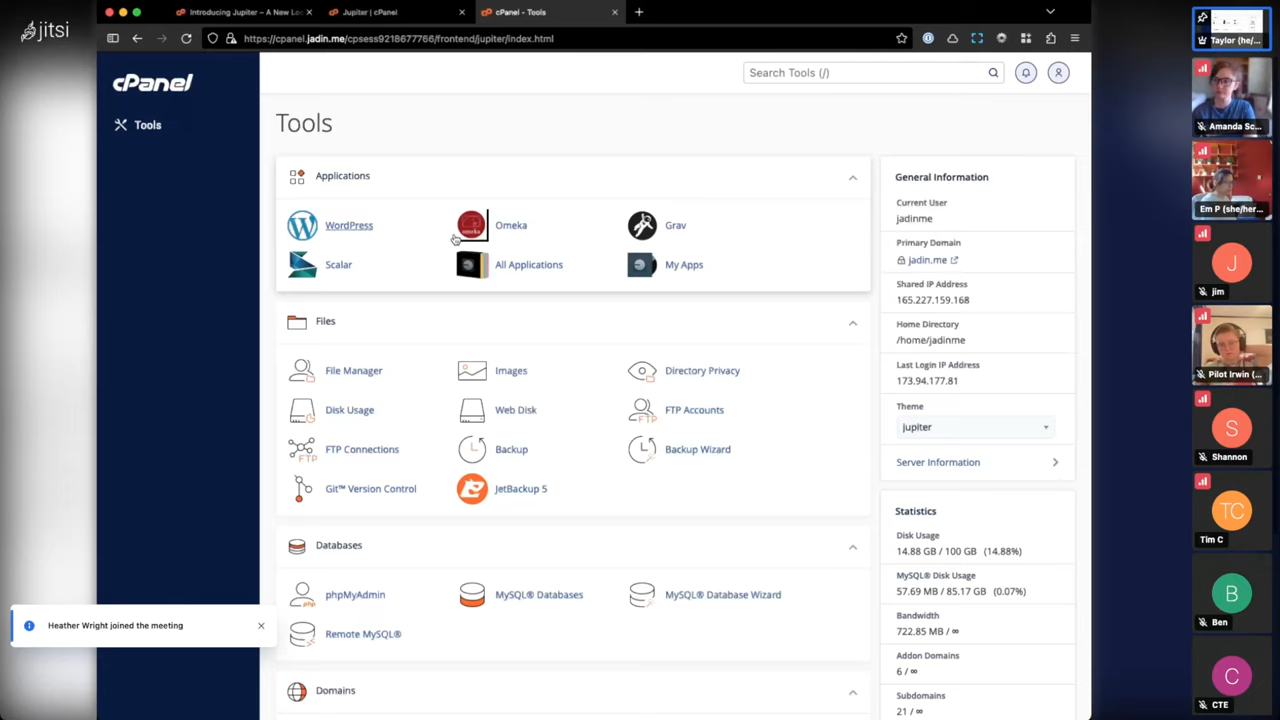 jitsi
Introducing Jupiter – A New Lo
Jupiter | cPanel
cPanel - Tools
https://cpanel.jadin.me/cpsess9218677766/frontend/jupiter/index.html
cPanel
Tools
Search Tools (/)
Tools
Applications
WordPress
Omeka
Grav
Scalar
All Applications
My Apps
Files
File Manager
Images
Directory Privacy
Disk Usage
Web Disk
FTP Accounts
FTP Connections
Backup
Backup Wizard
Git™ Version Control
JetBackup 5
Databases
phpMyAdmin
MySQL® Databases
MySQL® Database Wizard
Remote MySQL®
Domains
General Information
Current User
jadinme
Primary Domain
jadin.me
Shared IP Address
165.227.159.168
Home Directory
/home/jadinme
Last Login IP Address
173.94.177.81
Theme
jupiter
Server Information
Statistics
Disk Usage
14.88 GB / 100 GB (14.88%)
MySQL® Disk Usage
57.69 MB / 85.17 GB (0.07%)
Bandwidth
722.85 MB / ∞
Addon Domains
6 / ∞
Subdomains
21 / ∞
Heather Wright joined the meeting
Taylor (he/...
Amanda Sc...
Em P (she/her...
J
jim
Pilot Irwin (...
S
Shannon
TC
Tim C
B
Ben
C
CTE